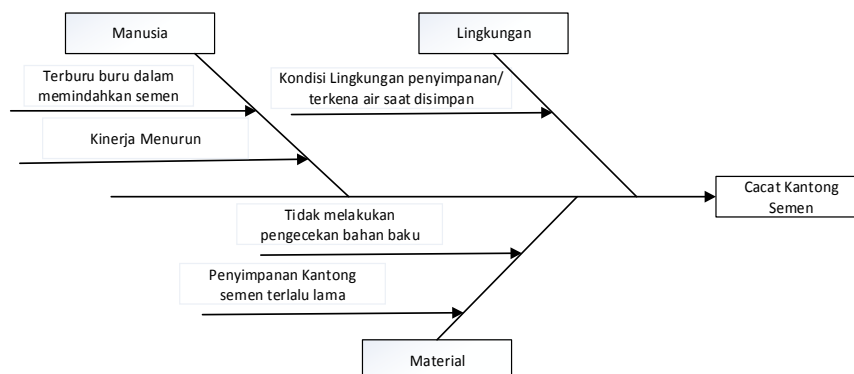 Manusia
Lingkungan
Terburu buru dalam
memindahkan semen
Kondisi Lingkungan penyimpanan/
terkena air saat disimpan
Kinerja Menurun
Cacat Kantong
Semen
Tidak melakukan
pengecekan bahan baku
Penyimpanan Kantong
semen terlalu lama
Material